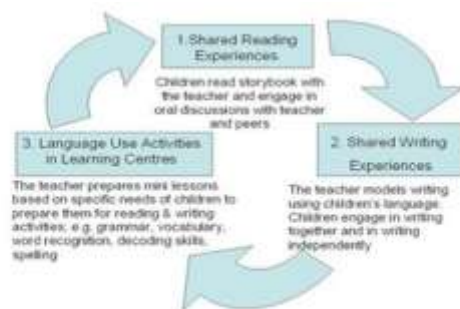 1.Shared Reading
Experiences
Children read storybook with
the teacher and engage in
oral discussions with teacher
and peers
2. Shared Writing
Experiences
The teacher models writing
using children's language.
Children engage in writing
together and in writing
independently
3. Language Use Activities
in Learning Centres
The teacher prepares mini lessons
based on specific needs of children to
prepare them for reading & writing
activities; e.g. grammar, vocabulary,
word recognition, decoding skills,
spelling